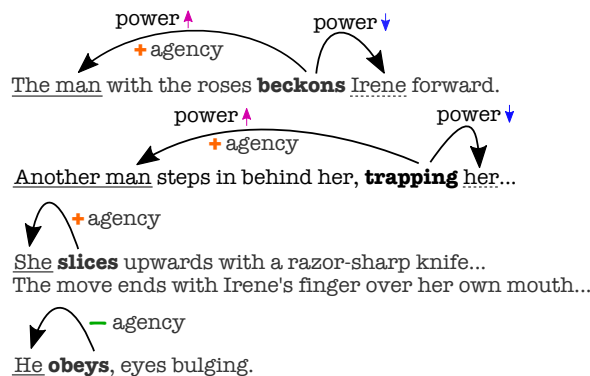 power power
+ agency
The man with the roses beckons Irene forward.
power power
+ agency
Another man steps in behind her, trapping her...
+ agency
She slices upwards with a razor-sharp knife...
The move ends with Irene's finger over her own mouth...
− agency
He obeys, eyes bulging.